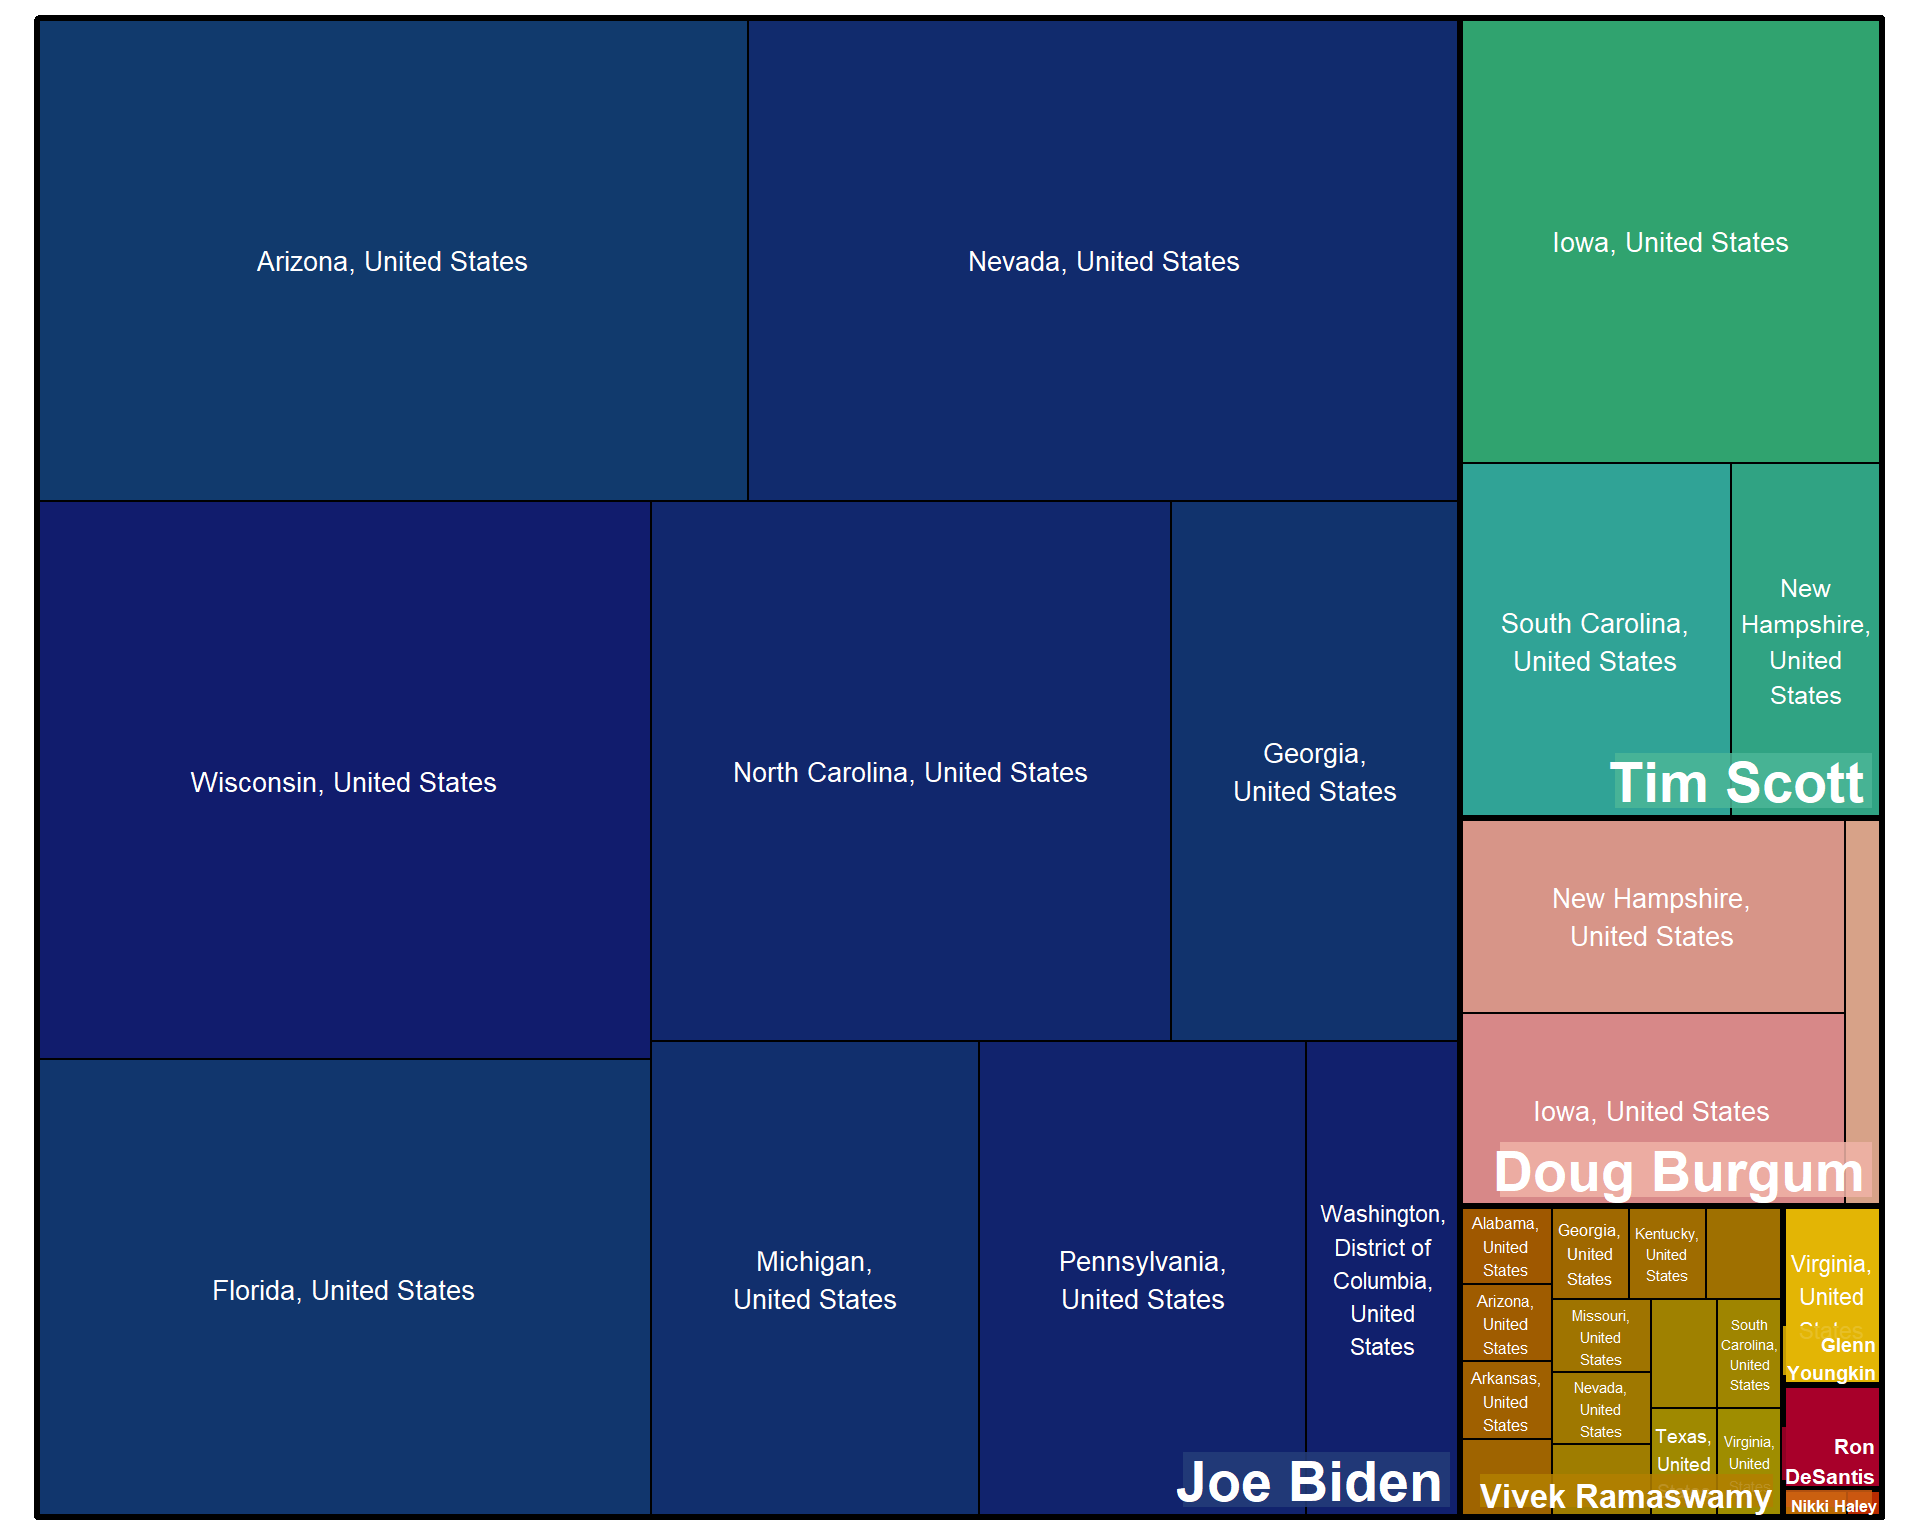 Arizona, United States
Nevada, United States
Wisconsin, United States
North Carolina, United States
Georgia,
United States
Florida, United States
Michigan,
United States
Pennsylvania,
United States
Washington,
District of
Columbia,
United
States
Joe Biden
Iowa, United States
South Carolina,
United States
New
Hampshire,
United
States
Tim Scott
New Hampshire,
United States
Iowa, United States
Doug Burgum
Alabama,
United
States
Arizona,
United
States
Arkansas,
United
States
Georgia,
United
States
Kentucky,
United
States
Missouri,
United
States
Nevada,
United
States
South
Carolina,
United
States
Texas,
United
Virginia,
United
States
Vivek Ramaswamy
Virginia,
United
States
Glenn
Youngkin
Ron
DeSantis
Nikki Haley